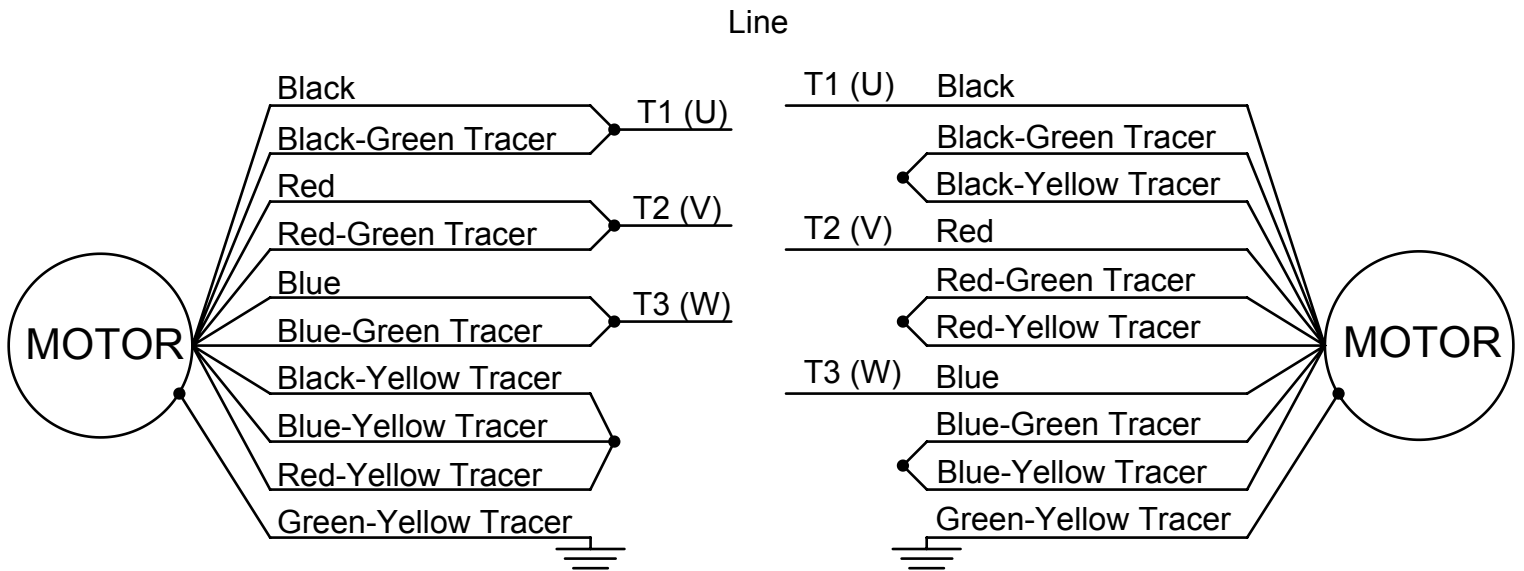 Line
Black
T1 (U)
Black-Green Tracer
Red
T2 (V)
Red-Green Tracer
Blue
T3 (W)
Blue-Green Tracer
Black-Yellow Tracer
Blue-Yellow Tracer
Red-Yellow Tracer
Green-Yellow Tracer
MOTOR
T1 (U) Black
Black-Green Tracer
Black-Yellow Tracer
T2 (V) Red
Red-Green Tracer
Red-Yellow Tracer
T3 (W) Blue
Blue-Green Tracer
Blue-Yellow Tracer
Green-Yellow Tracer
MOTOR